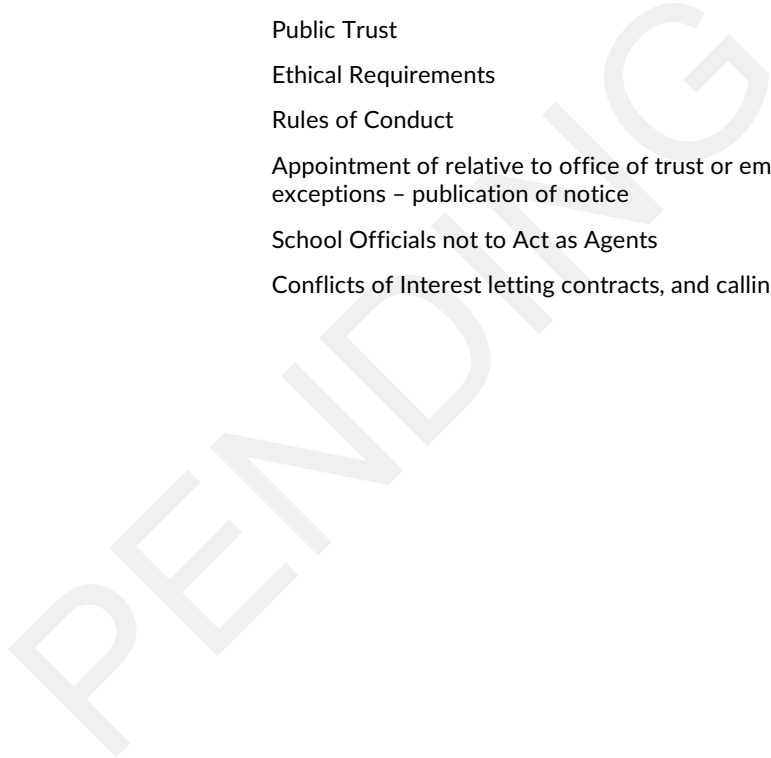 Public Trust
Ethical Requirements
Rules of Conduct
Appointment of relative to office of trust or em
exceptions – publication of notice
School Officials not to Act as Agents
Conflicts of Interest letting contracts, and callin
PENDING